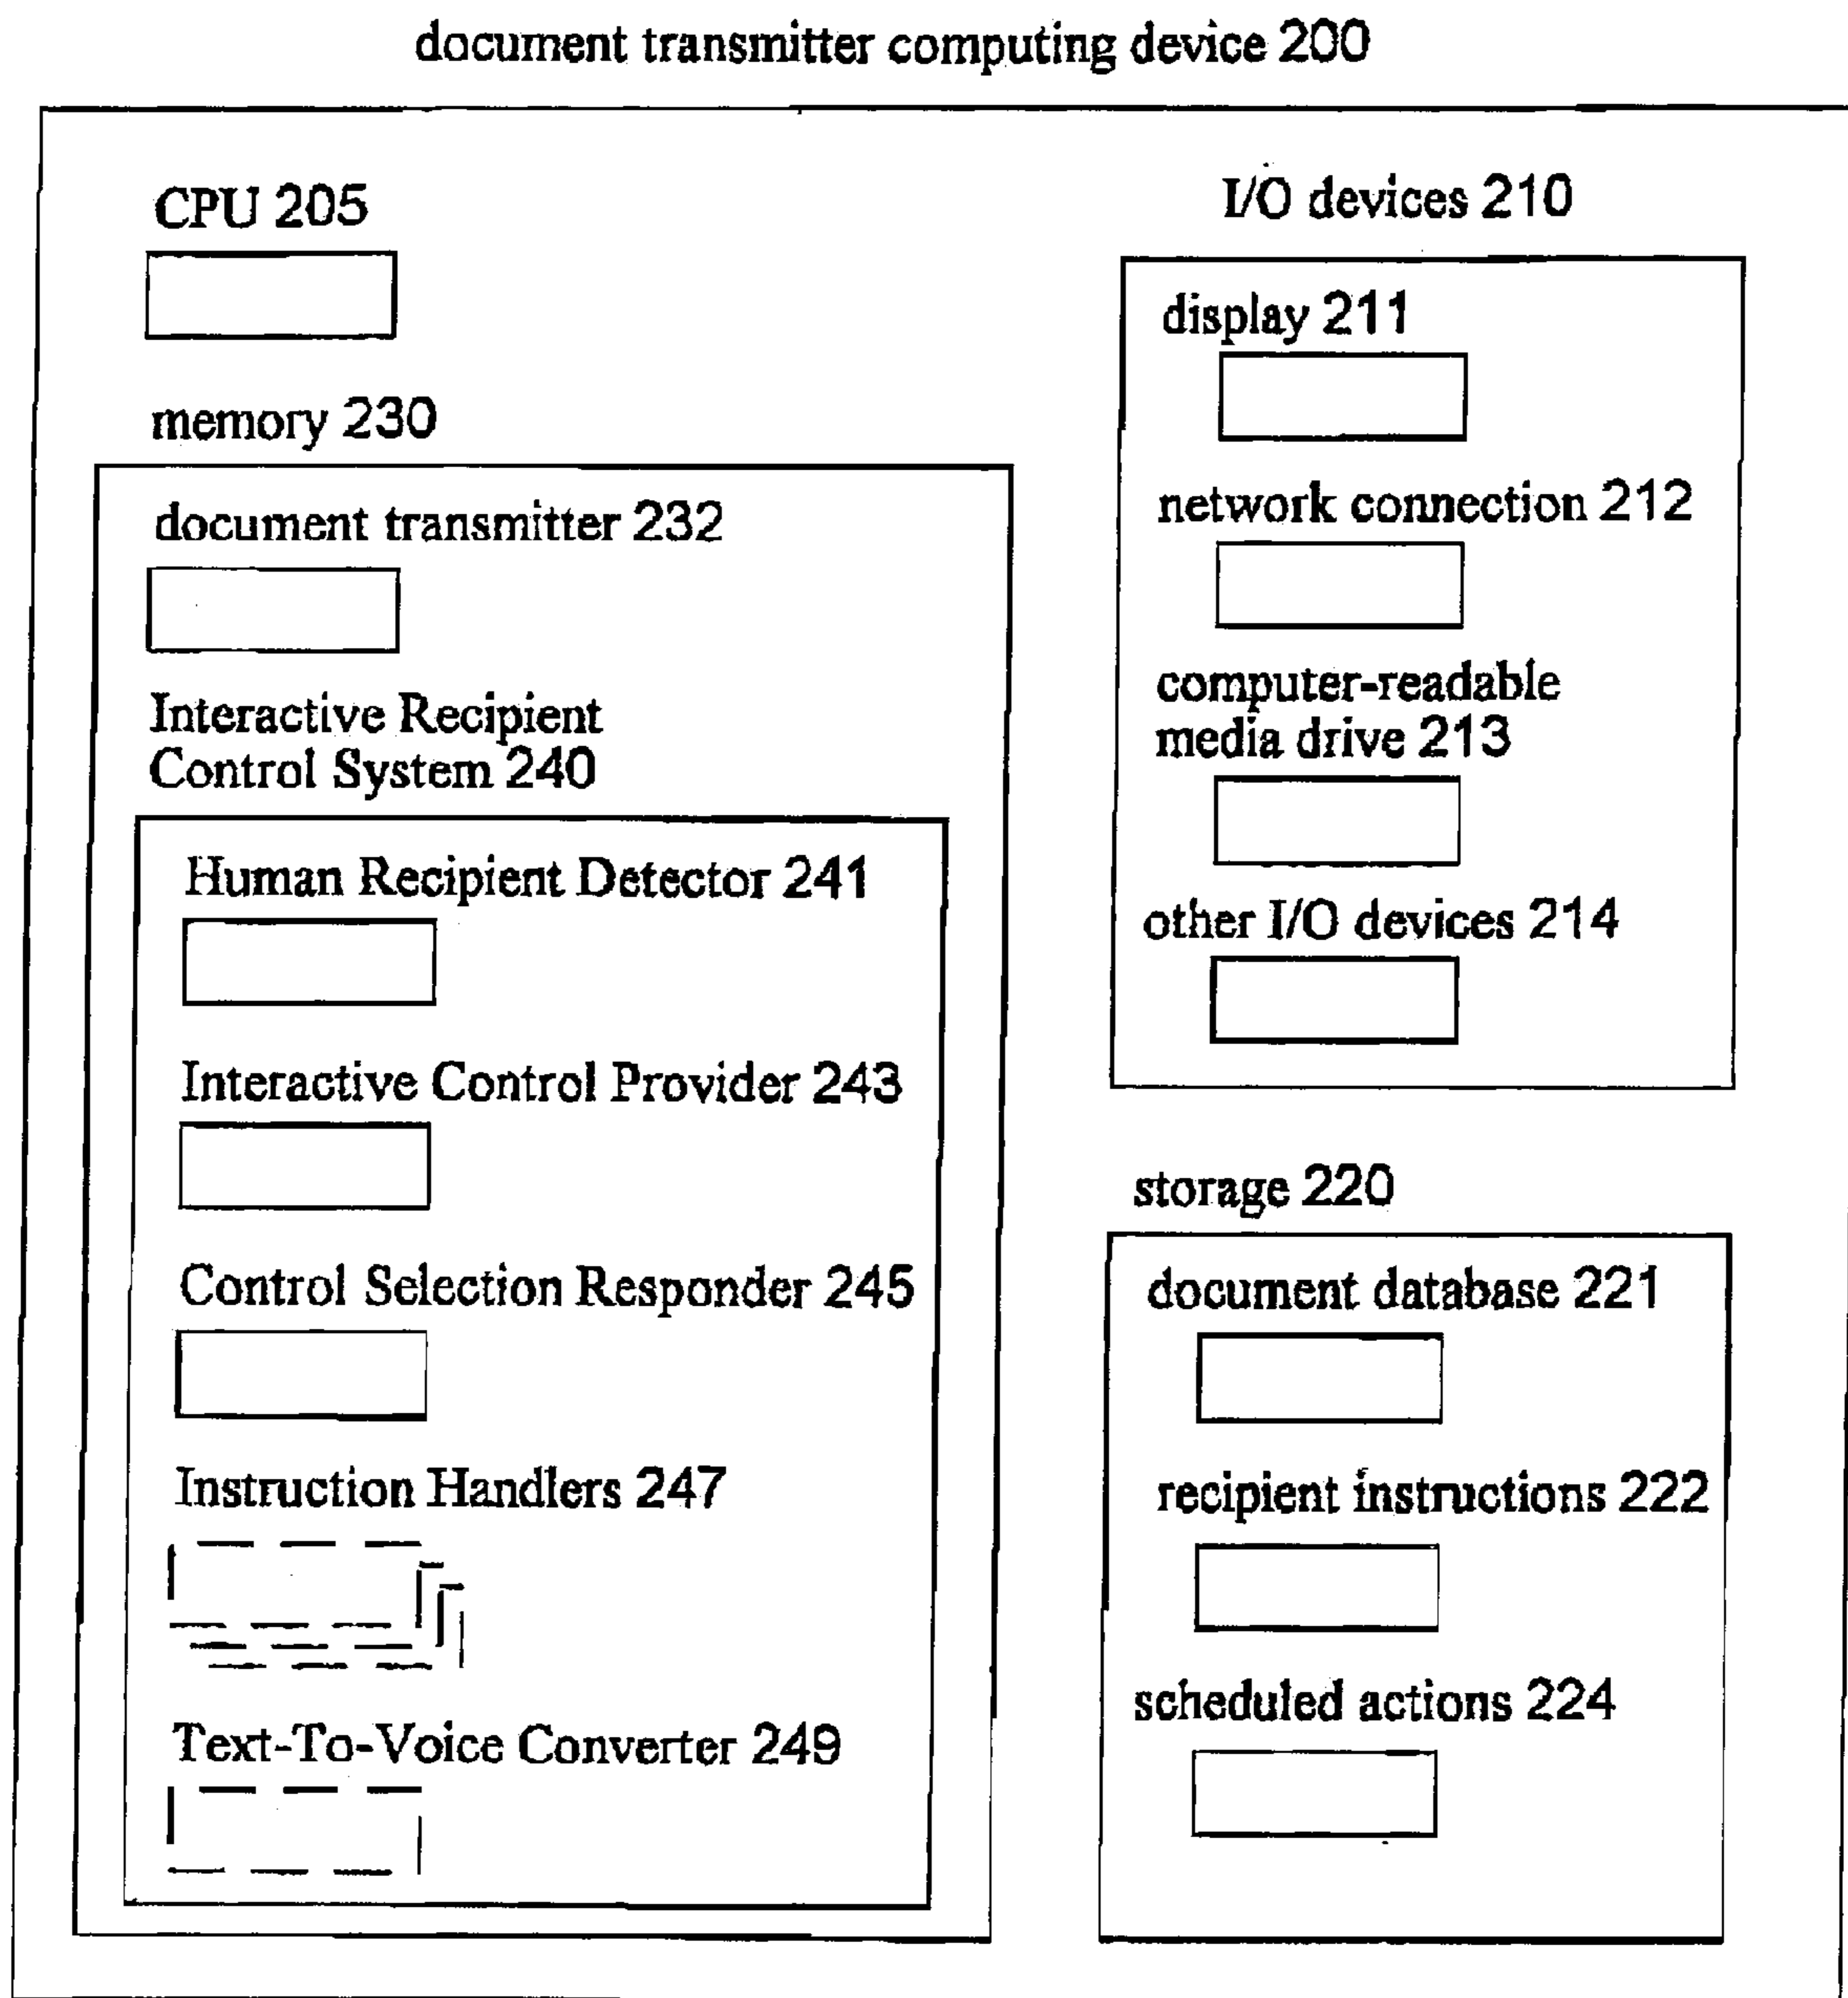 document transmitter computing device 200
CPU 205
memory 230
document transmitter 232
Interactive Recipient
Control System 240
Human Recipient Detector 241
Interactive Control Provider 243
Control Selection Responder 245
Instruction Handlers 247
Text-To-Voice Converter 249
I/O devices 210
display 211
network connection 212
computer-readable
media drive 213
other I/O devices 214
storage 220
document database 221
recipient instructions 222
scheduled actions 224